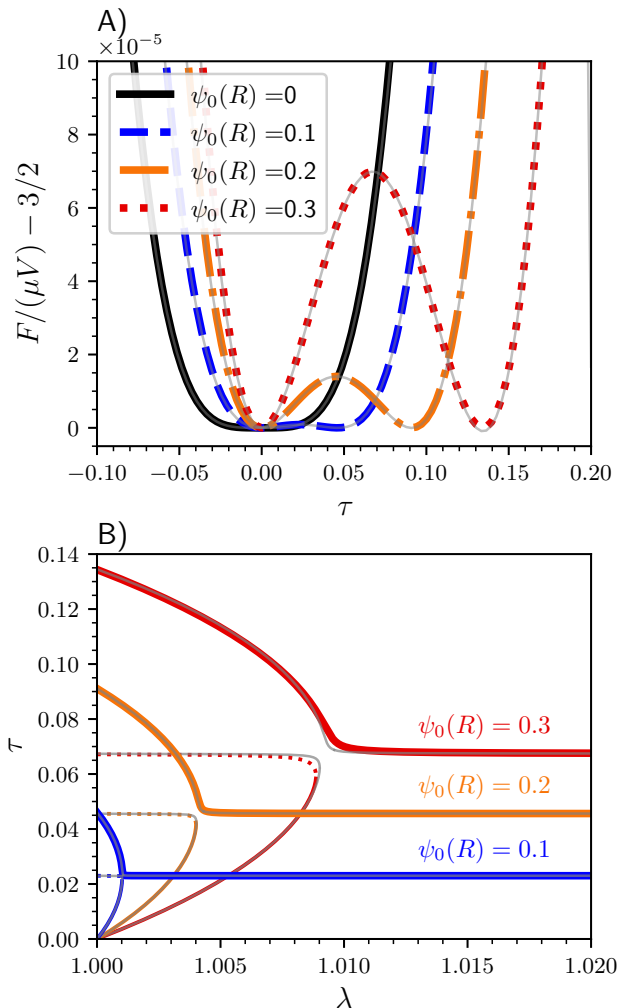 A)
×10⁻⁵
10
8
6
4
2
0
F/(μV) − 3/2
ψ₀(R) =0
ψ₀(R) =0.1
ψ₀(R) =0.2
ψ₀(R) =0.3
−0.10 −0.05 0.00 0.05 0.10 0.15 0.20
τ
B)
0.14
0.12
0.10
0.08
0.06
0.04
0.02
0.00
τ
ψ₀(R) = 0.3
ψ₀(R) = 0.2
ψ₀(R) = 0.1
1.000 1.005 1.010 1.015 1.020
λ